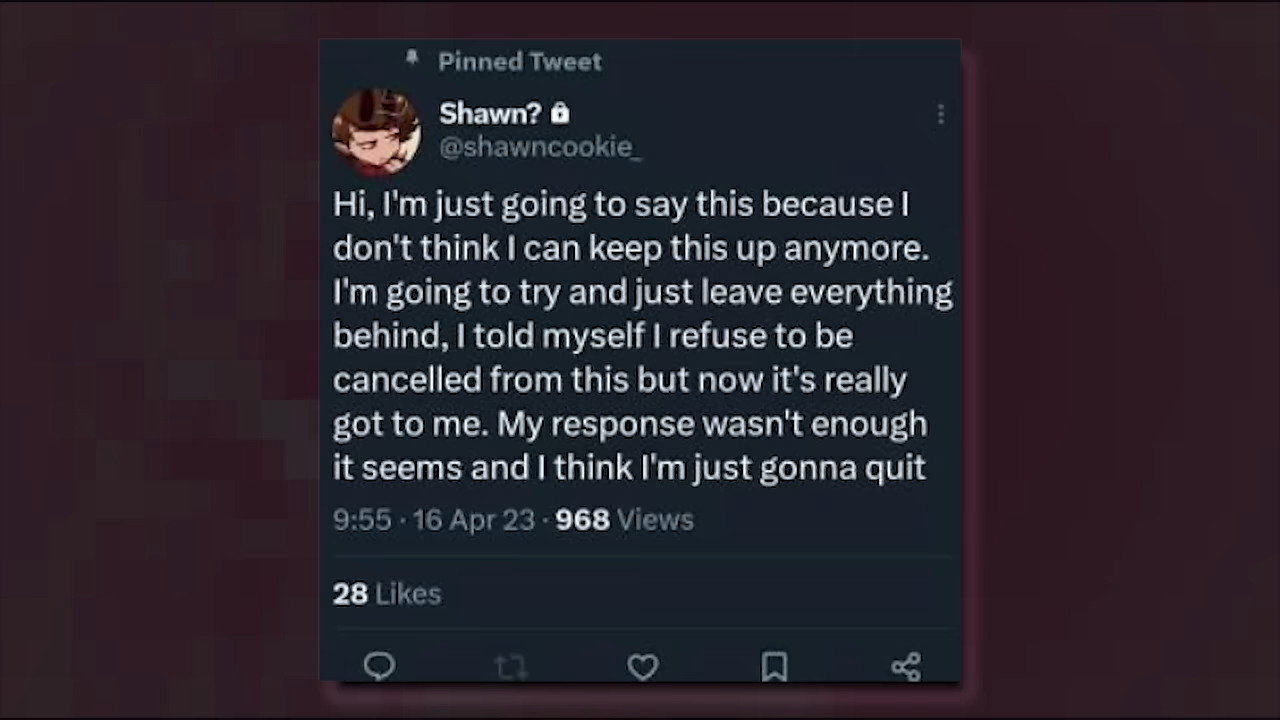 Pinned Tweet
Shawn?
@shawncookie_
Hi, I'm just going to say this because I
don't think I can keep this up anymore.
I'm going to try and just leave everything
behind, I told myself I refuse to be
cancelled from this but now it's really
got to me. My response wasn't enough
it seems and I think I'm just gonna quit
9:55 · 16 Apr 23 · 968 Views
28 Likes